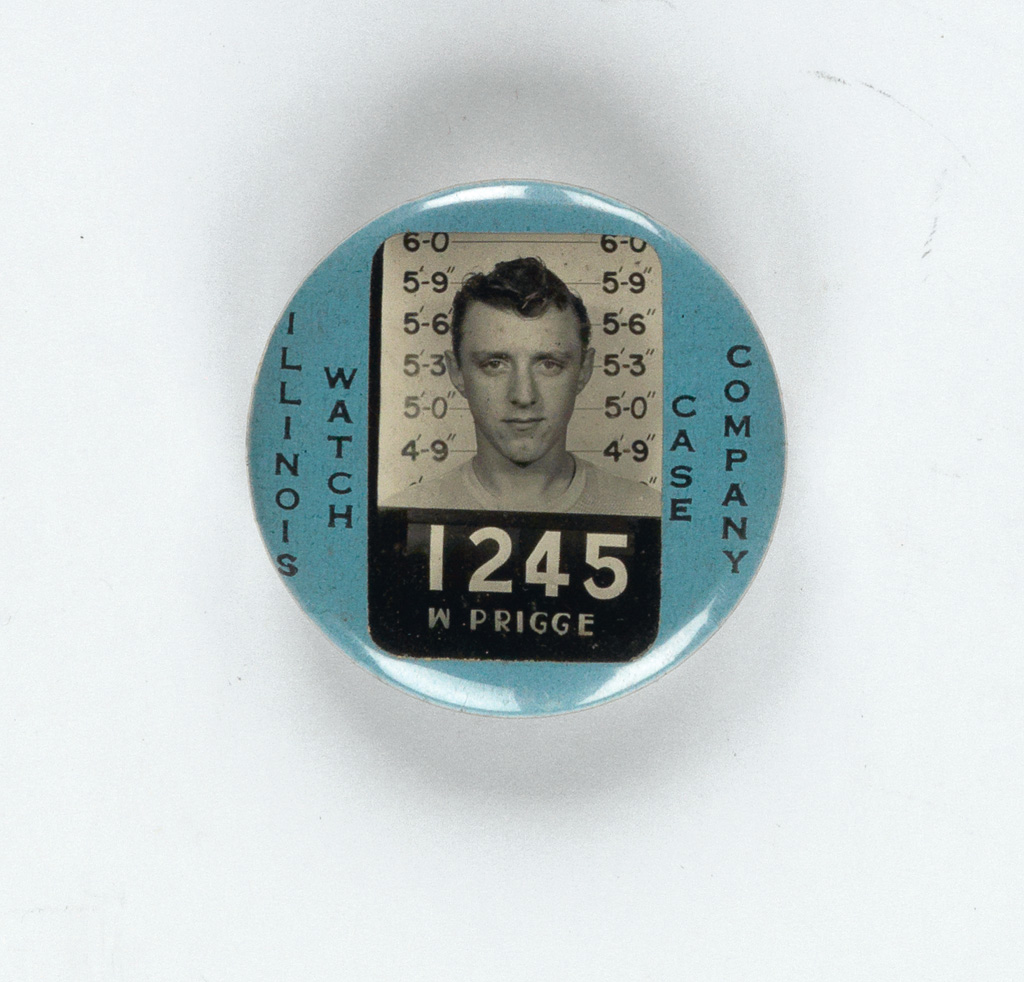 ILLINOIS
WATCH
6-0 6-0
5'-9" 5'-9"
5'-6 5'-6"
5'-3 5'-3"
5'-0" 5'-0"
4'-9" 4'-9"
1245
W PRIGGE
CASE
COMPANY